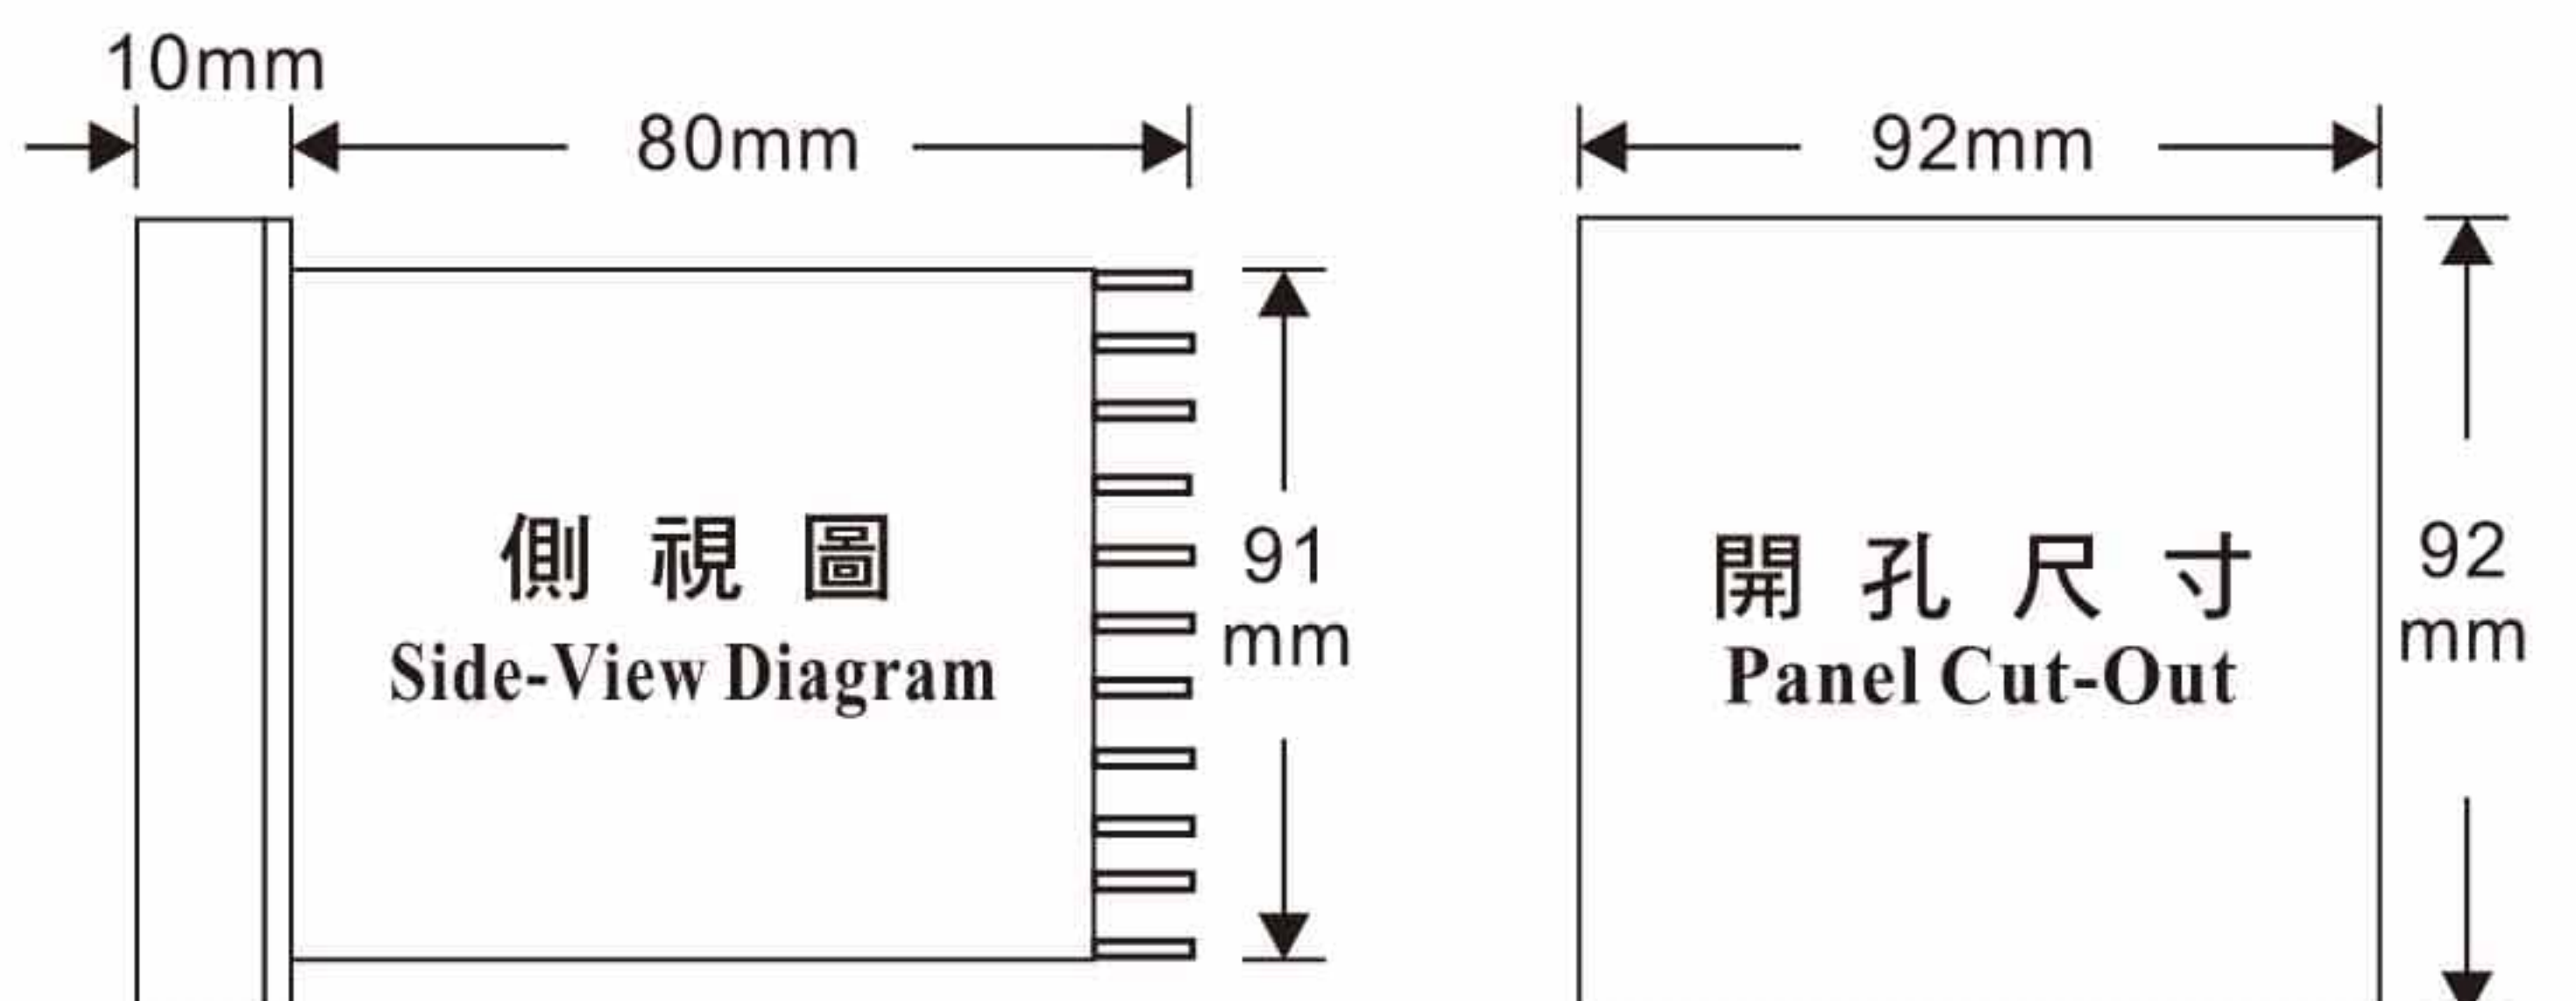 10mm
80mm
92mm
側視圖
Side-View Diagram
91
mm
開孔尺寸
Panel Cut-Out
92
mm